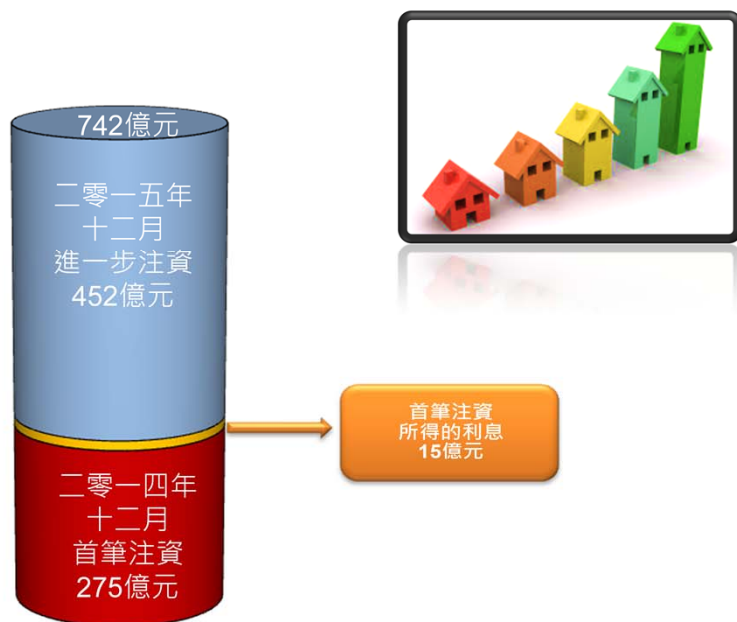 742億元
二零一五年
十二月
進一步注資
452億元
首筆注資
所得的利息
15億元
二零一四年
十二月
首筆注資
275億元